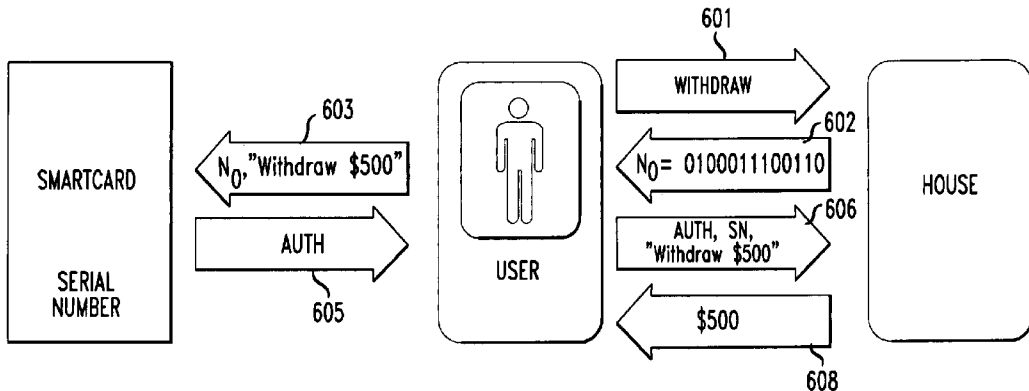 601
WITHDRAW
603
602
N0,"Withdraw $500"
N0= 0100011100110
SMARTCARD
HOUSE
606
AUTH
AUTH, SN,
"Withdraw $500"
USER
SERIAL
NUMBER
605
$500
608